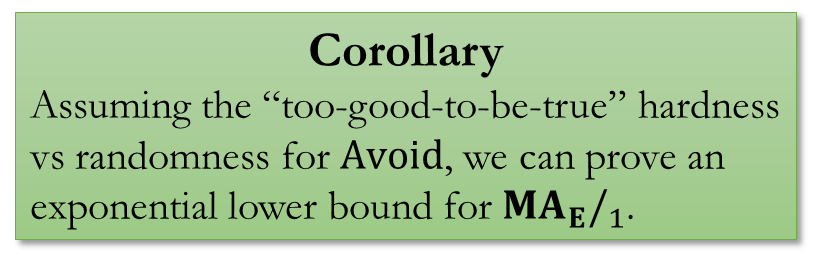 Corollary
Assuming the “too-good-to-be-true” hardness
vs randomness for Avoid, we can prove an
exponential lower bound for MA_E/_1.